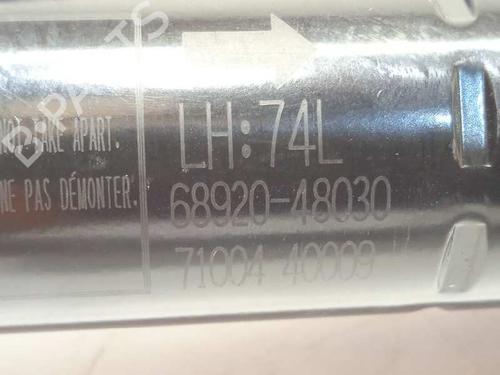 NOT TAKE APART.
NE PAS DÉMONTER.
LH:74L
68920-48030
71004 40009